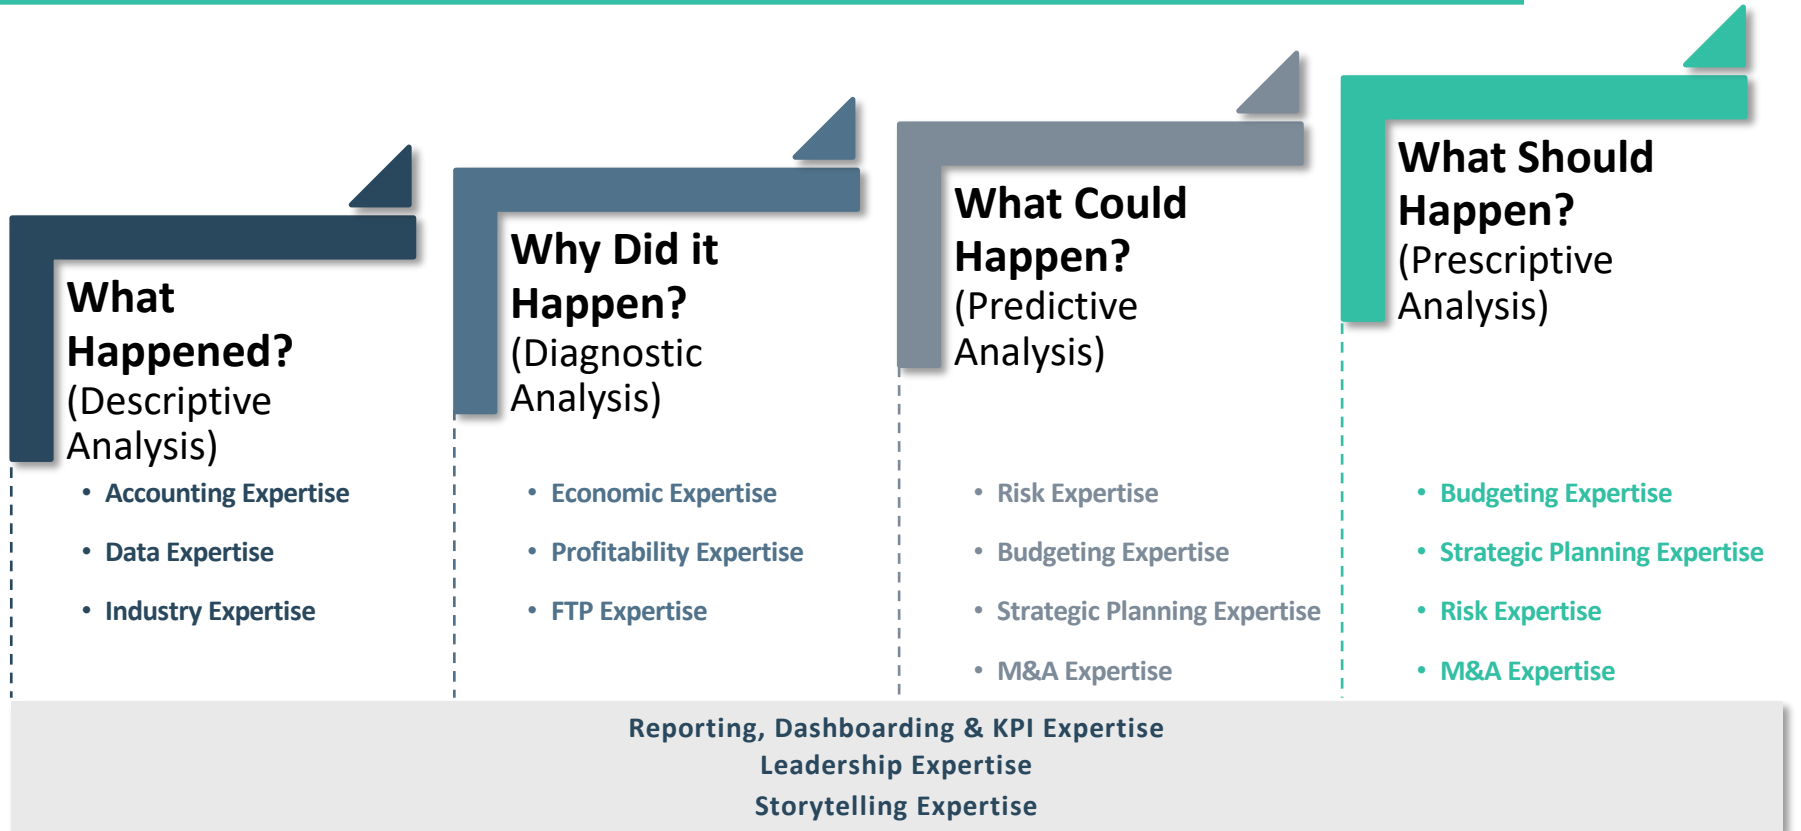 What
Happened?
(Descriptive
Analysis)
• Accounting Expertise
• Data Expertise
• Industry Expertise
Why Did it
Happen?
(Diagnostic
Analysis)
• Economic Expertise
• Profitability Expertise
• FTP Expertise
What Could
Happen?
(Predictive
Analysis)
• Risk Expertise
• Budgeting Expertise
• Strategic Planning Expertise
• M&A Expertise
What Should
Happen?
(Prescriptive
Analysis)
• Budgeting Expertise
• Strategic Planning Expertise
• Risk Expertise
• M&A Expertise
Reporting, Dashboarding & KPI Expertise
Leadership Expertise
Storytelling Expertise